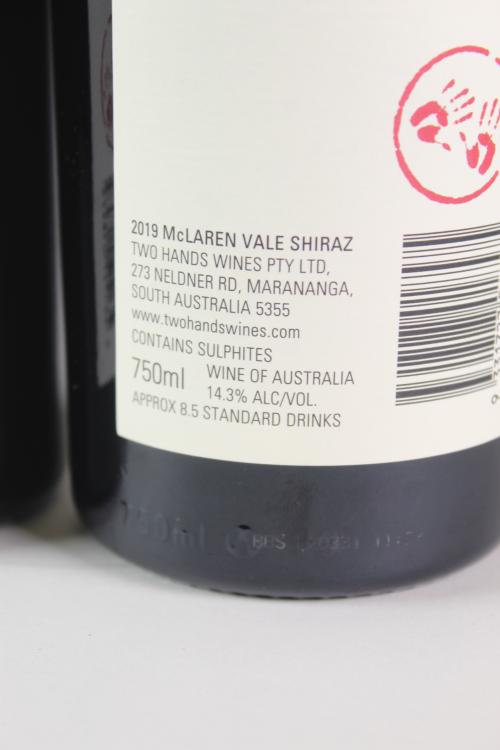 2019 McLAREN VALE SHIRAZ
TWO HANDS WINES PTY LTD,
273 NELDNER RD, MARANANGA,
SOUTH AUSTRALIA 5355
www.twohandswines.com
CONTAINS SULPHITES
750ml
WINE OF AUSTRALIA
14.3% ALC/VOL.
APPROX 8.5 STANDARD DRINKS
750ml